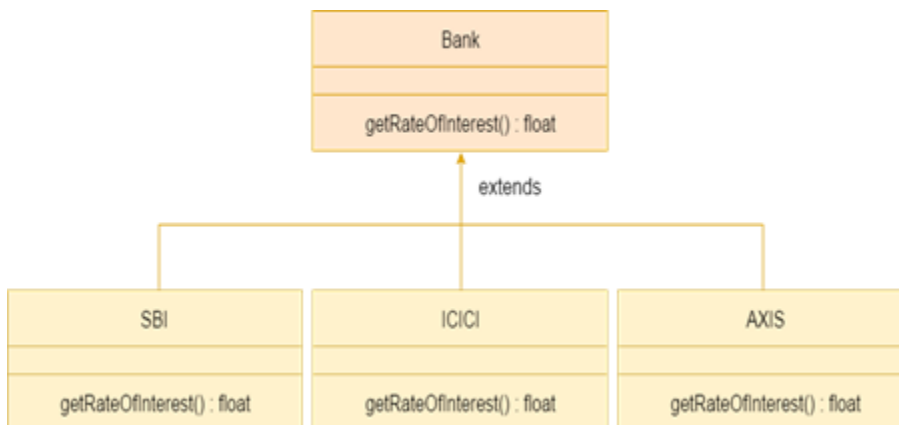 Bank
getRateOfInterest() : float
extends
SBI
ICICI
AXIS
getRateOfInterest() : float
getRateOfInterest() : float
getRateOfInterest() : float